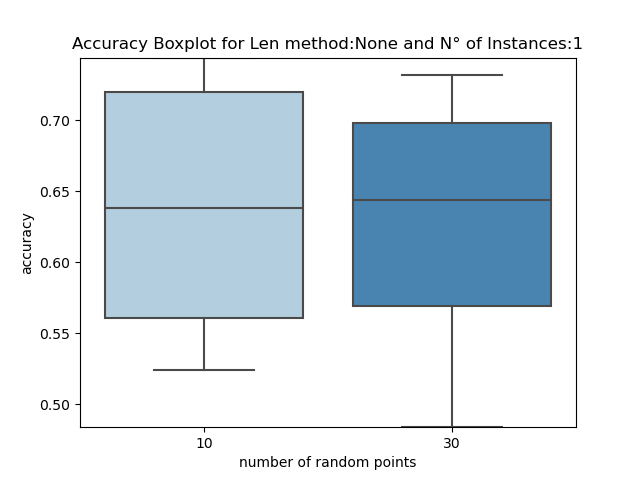 Accuracy Boxplot for Len method:None and N° of Instances:1
0.70
0.65
0.60
0.55
0.50
accuracy
10 30
number of random points